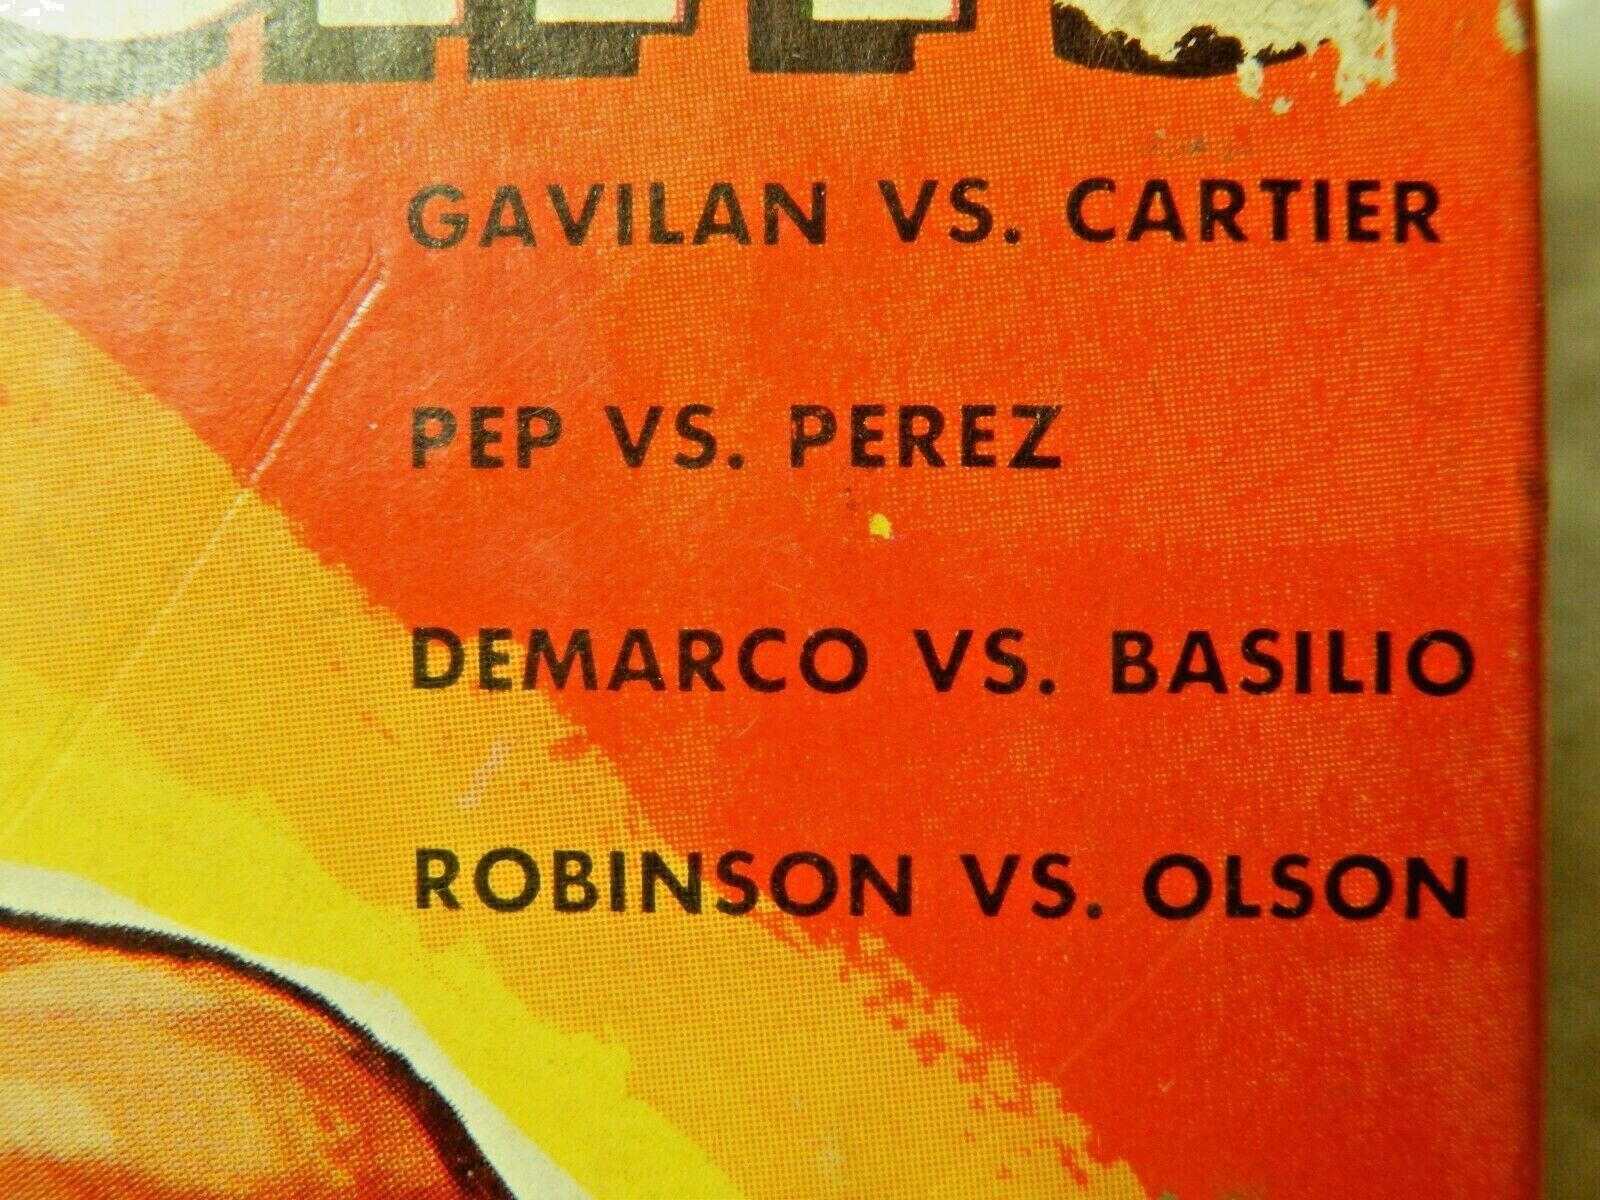 GAVILAN VS. CARTIER
PEP VS. PEREZ
DEMARCO VS. BASILIO
ROBINSON VS. OLSON